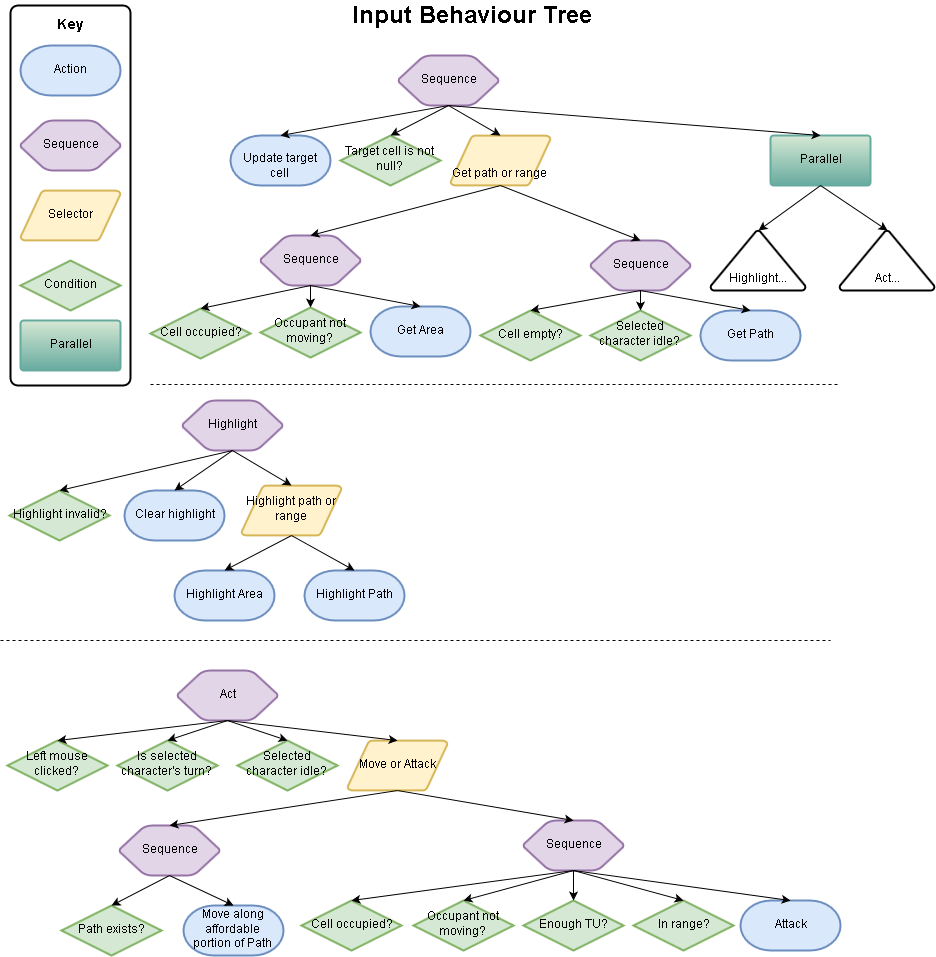 Input Behaviour Tree
Key
Action
Sequence
Selector
Condition
Parallel
Sequence
Update target
cell
Target cell is not
null?
Get path or range
Parallel
Sequence
Sequence
Highlight...
Act...
Cell occupied?
Occupant not
moving?
Get Area
Cell empty?
Selected
character idle?
Get Path
Highlight
Highlight invalid?
Clear highlight
Highlight path or
range
Highlight Area
Highlight Path
Act
Left mouse
clicked?
Is selected
character's turn?
Selected
character idle?
Move or Attack
Sequence
Sequence
Path exists?
Move along
affordable
portion of Path
Cell occupied?
Occupant not
moving?
Enough TU?
In range?
Attack